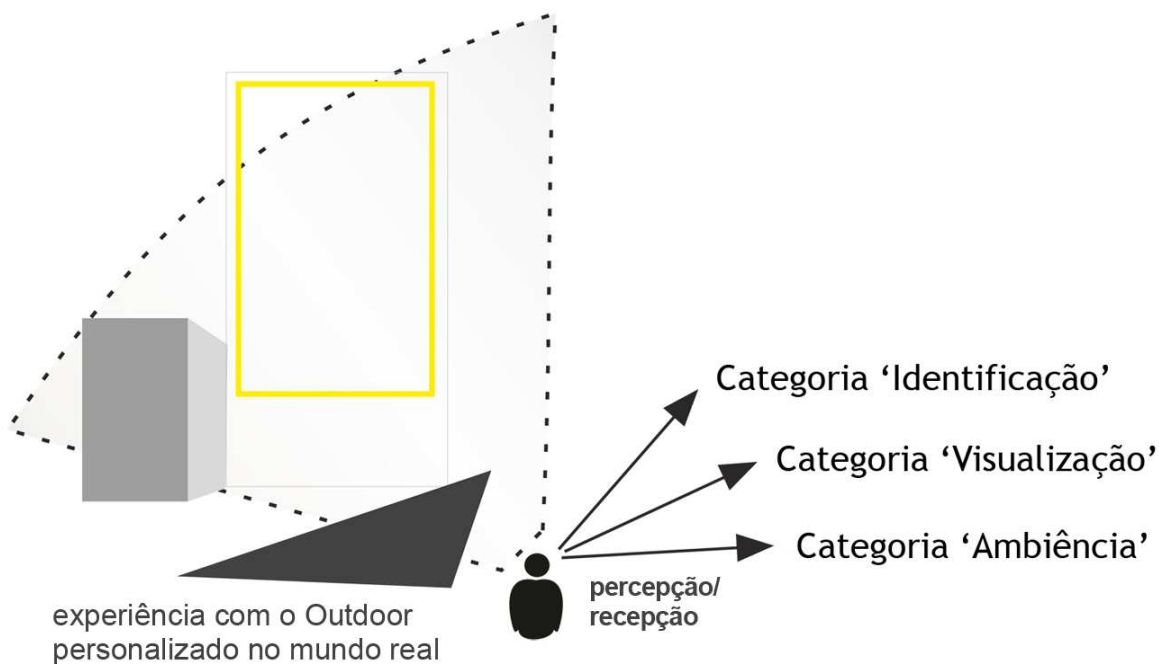 Categoria ‘Identificação’
Categoria ‘Visualização’
Categoria ‘Ambiência’
percepção/
recepção
experiência com o Outdoor
personalizado no mundo real